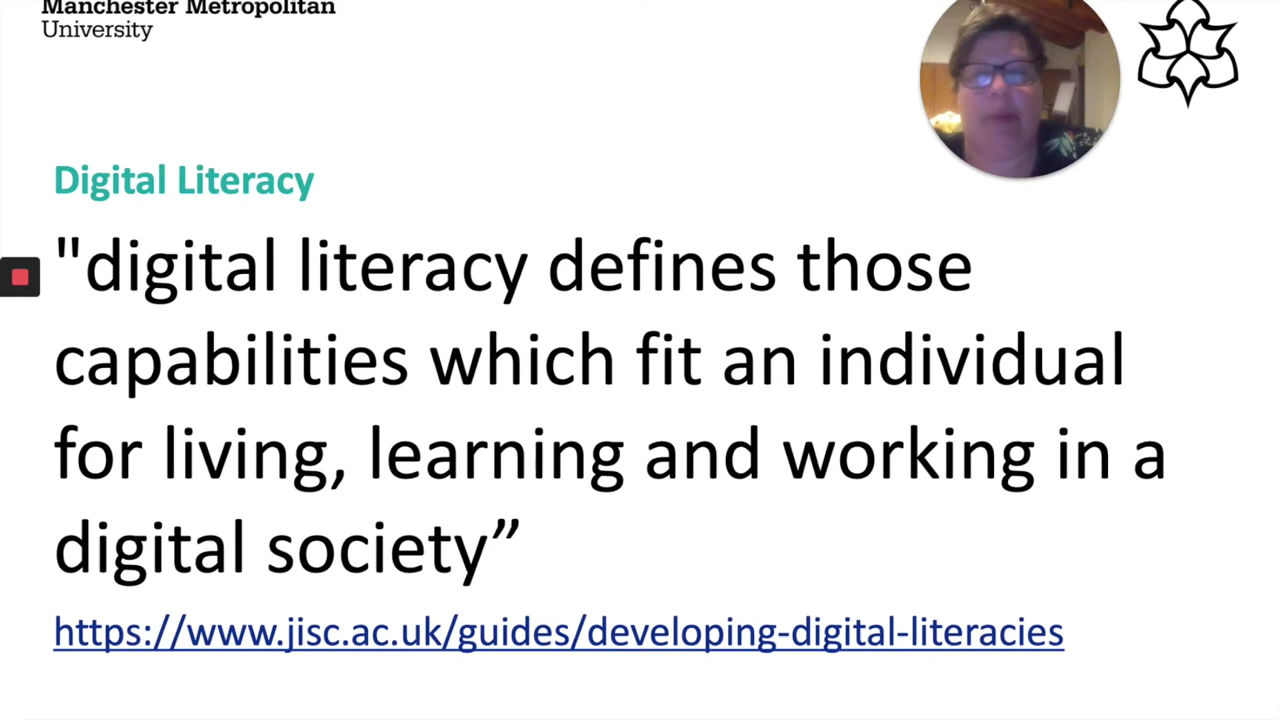 Manchester Metropolitan
University
Digital Literacy
"digital literacy defines those
capabilities which fit an individual
for living, learning and working in a
digital society”
https://www.jisc.ac.uk/guides/developing-digital-literacies